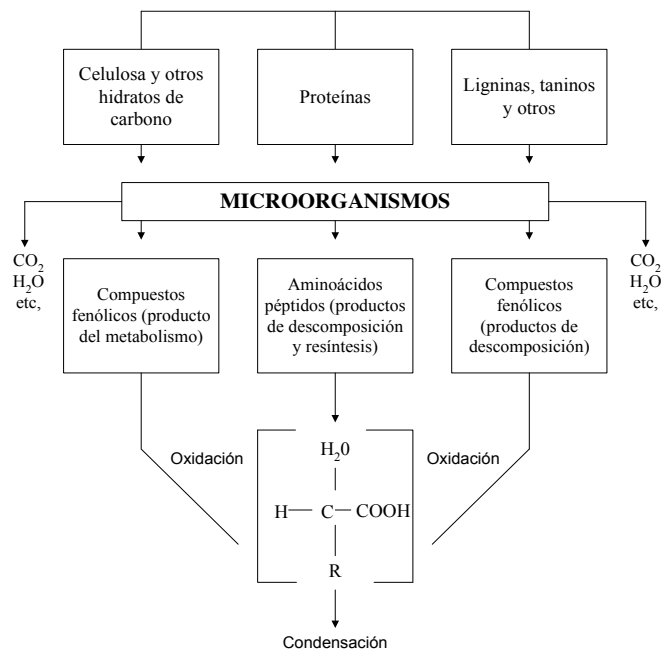 Celulosa y otros
hidratos de
carbono
Proteínas
Ligninas, taninos
y otros
MICROORGANISMOS
CO2
H2O
etc,
Compuestos
fenólicos (producto
del metabolismo)
Aminoácidos
péptidos (productos
de descomposición
y resíntesis)
Compuestos
fenólicos
(productos de
descomposición)
CO2
H2O
etc,
Oxidación
H20
H — C — COOH
R
Oxidación
Condensación